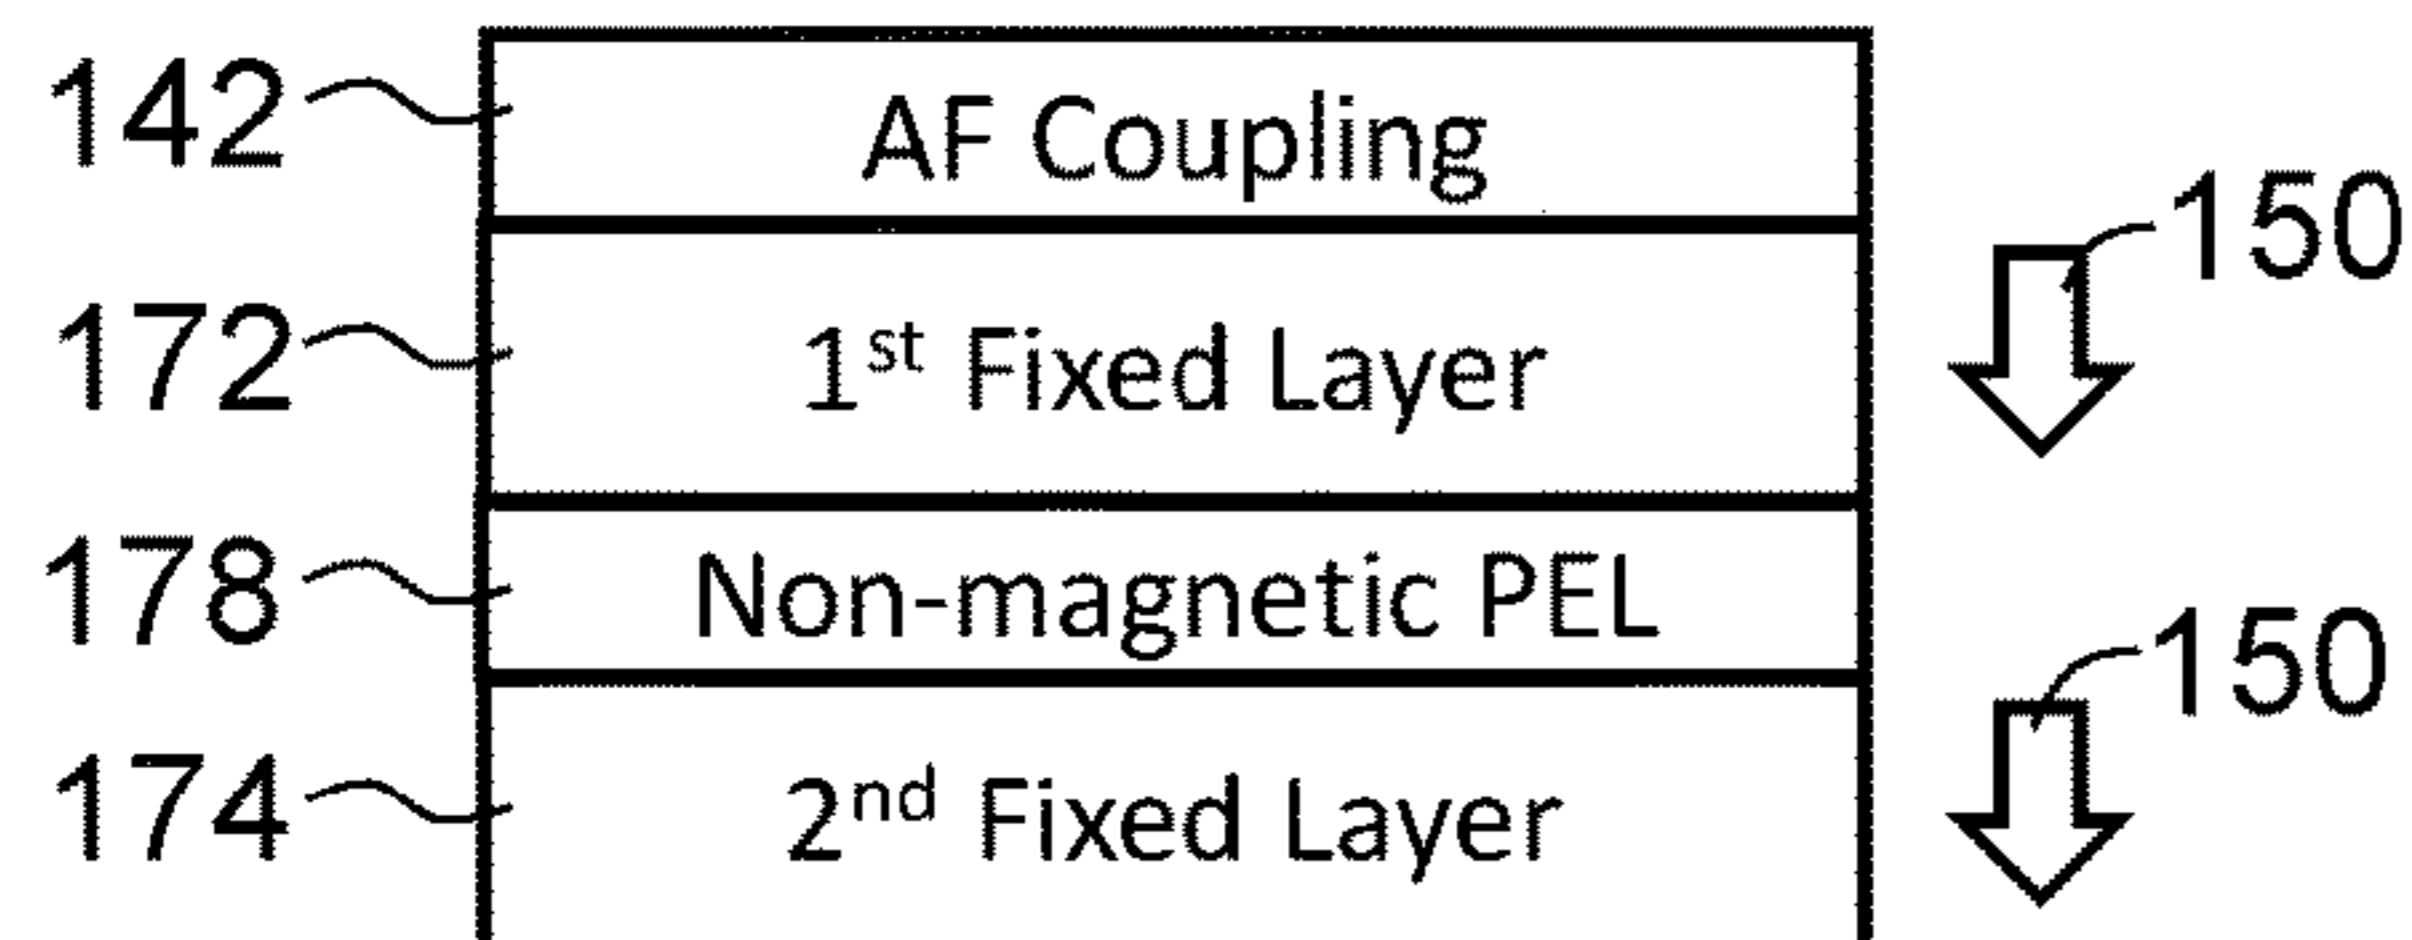 142 AF Coupling
150
172 1st Fixed Layer
178 Non-magnetic PEL
150
174 2nd Fixed Layer